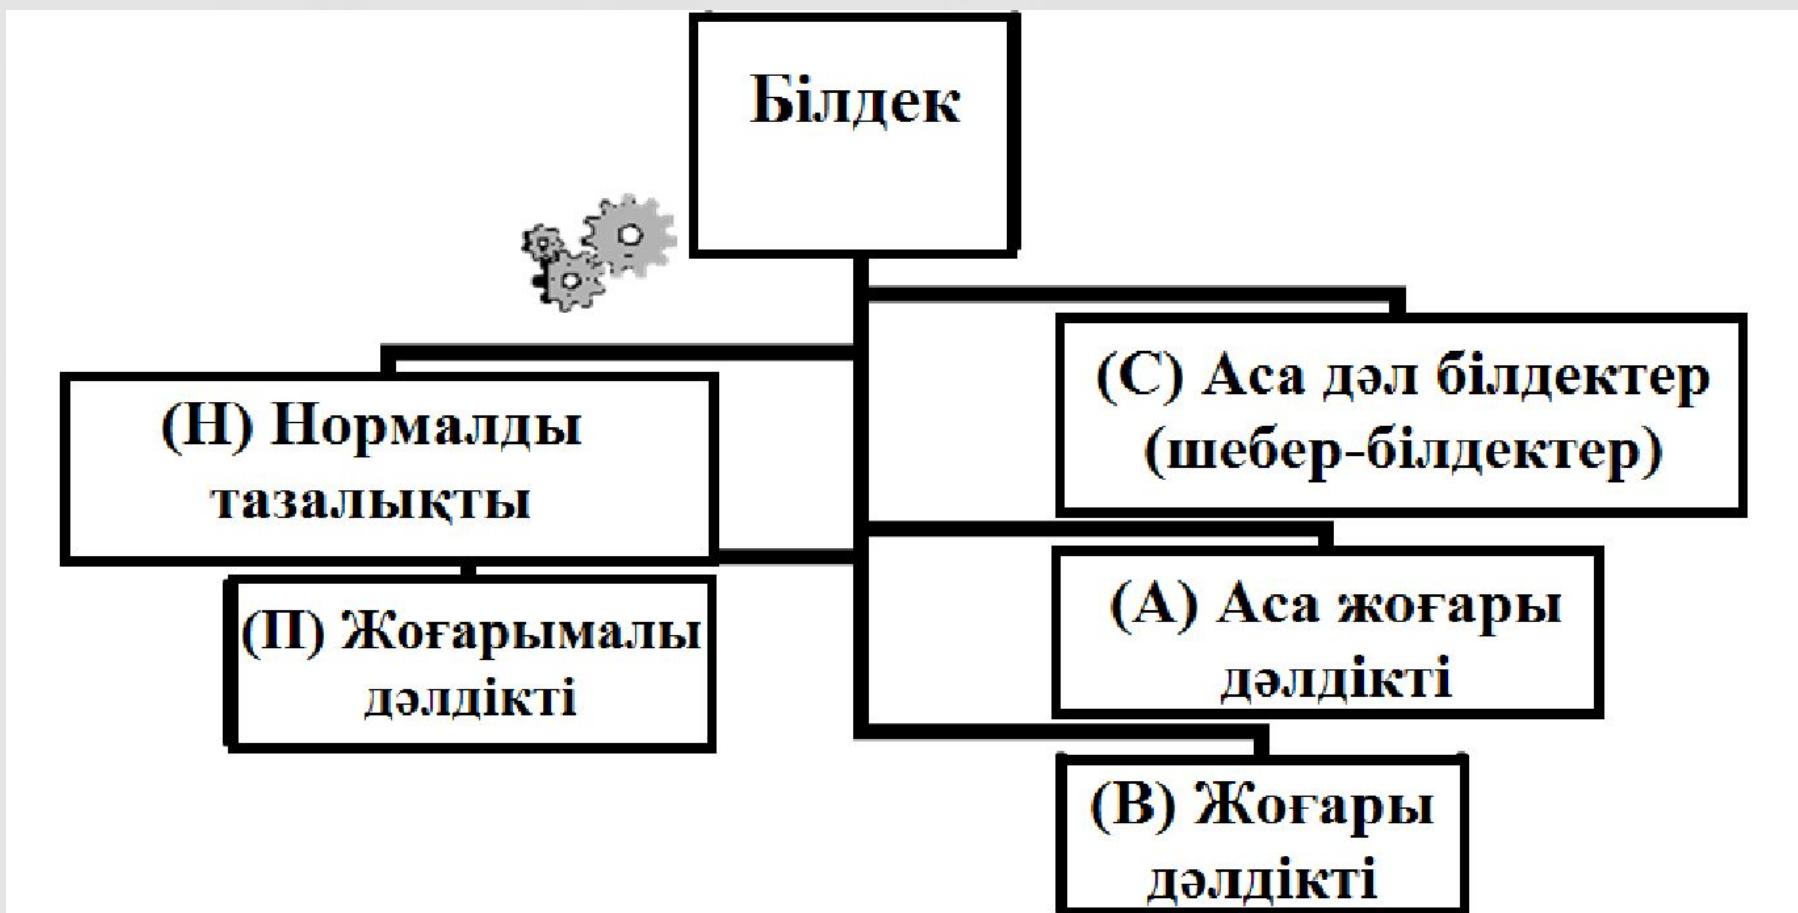 Білдек
(С) Аса дәл білдектер
(шебер-білдектер)
(Н) Нормалды
тазалықты
(А) Аса жоғары
дәлдікті
(П) Жоғарымалы
дәлдікті
(В) Жоғары
дәлдікті